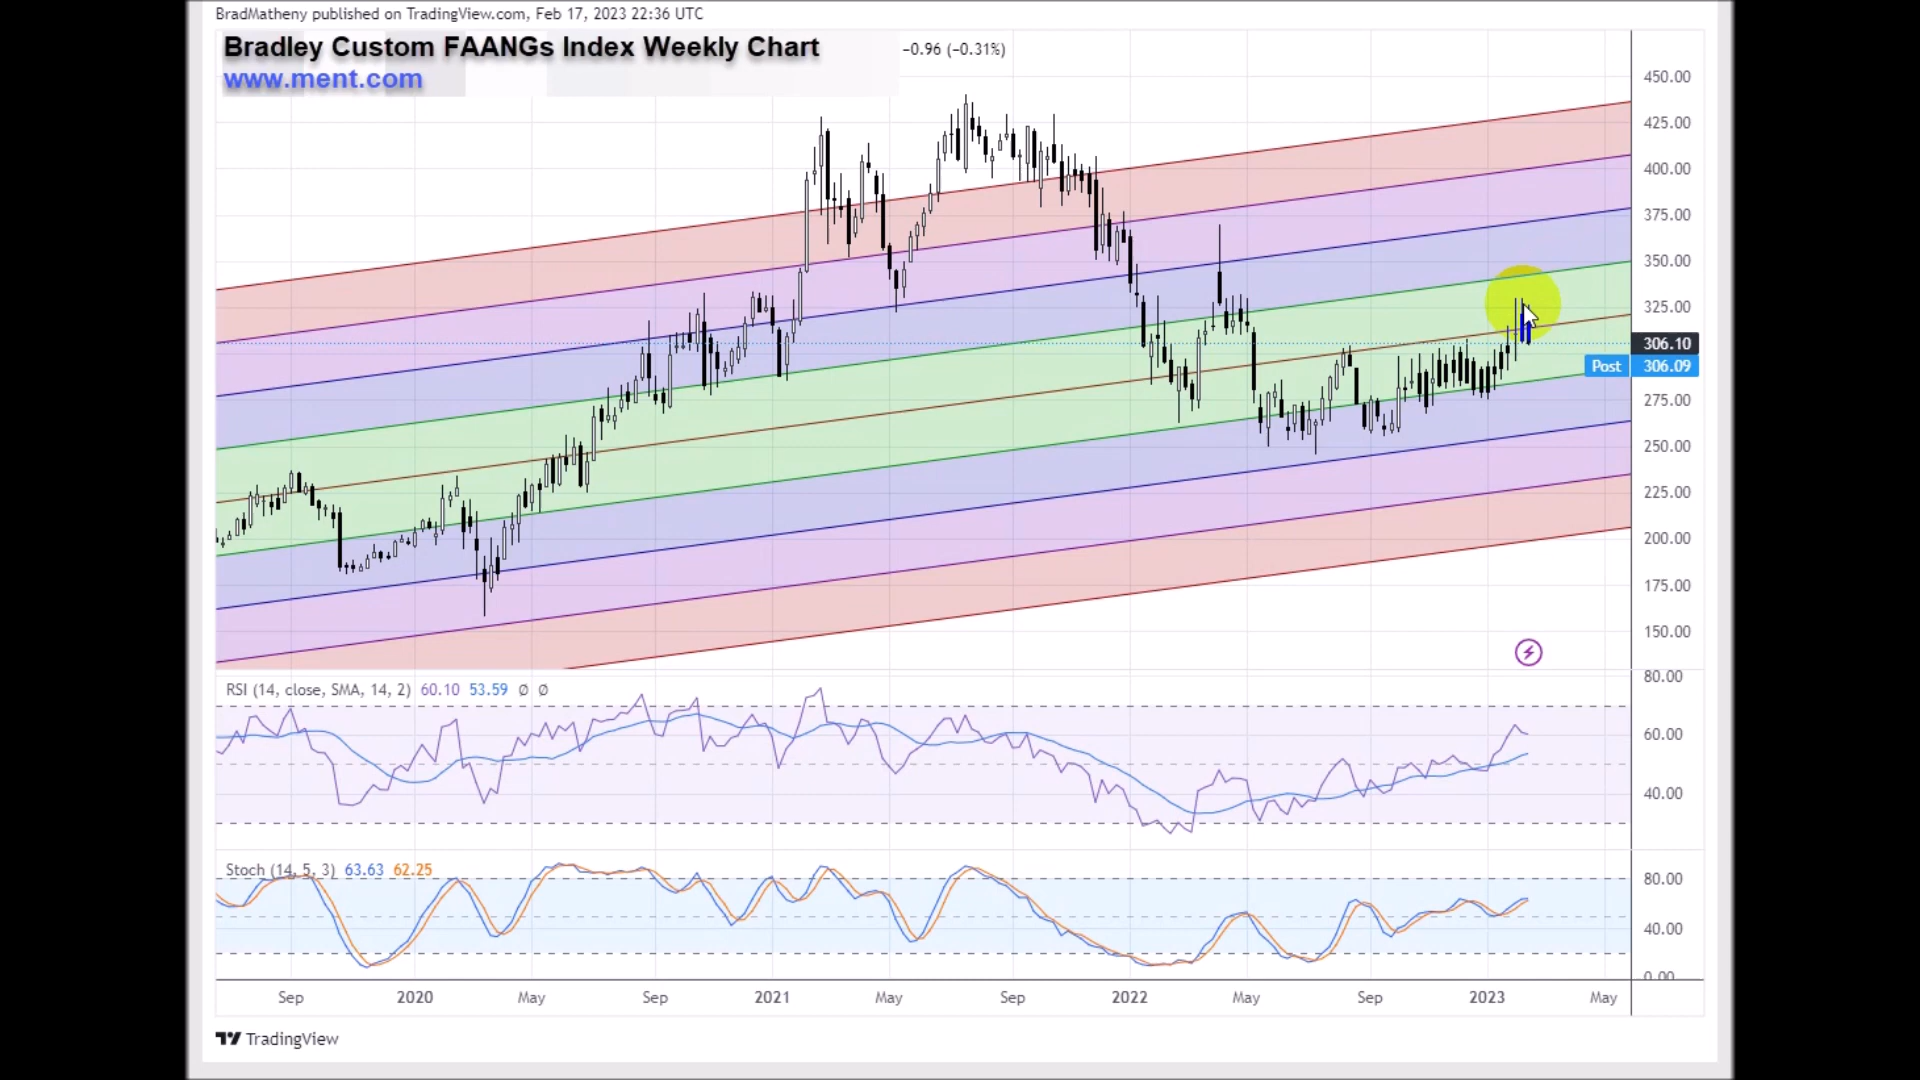 BradMatheny published on TradingView.com, Feb 17, 2023 22:36 UTC
Bradley Custom FAANGs Index Weekly Chart
-0.96 (-0.31%)
www.ment.com
450.00
425.00
400.00
375.00
350.00
325.00
306.10
Post 306.09
275.00
250.00
225.00
200.00
175.00
150.00
RSI (14, close, SMA, 14, 2) 60.10 53.59 Ø Ø
80.00
60.00
40.00
Stoch (14, 5, 3) 63.63 62.25
80.00
40.00
0.00
Sep 2020 May Sep 2021 May Sep 2022 May Sep 2023 May
TradingView